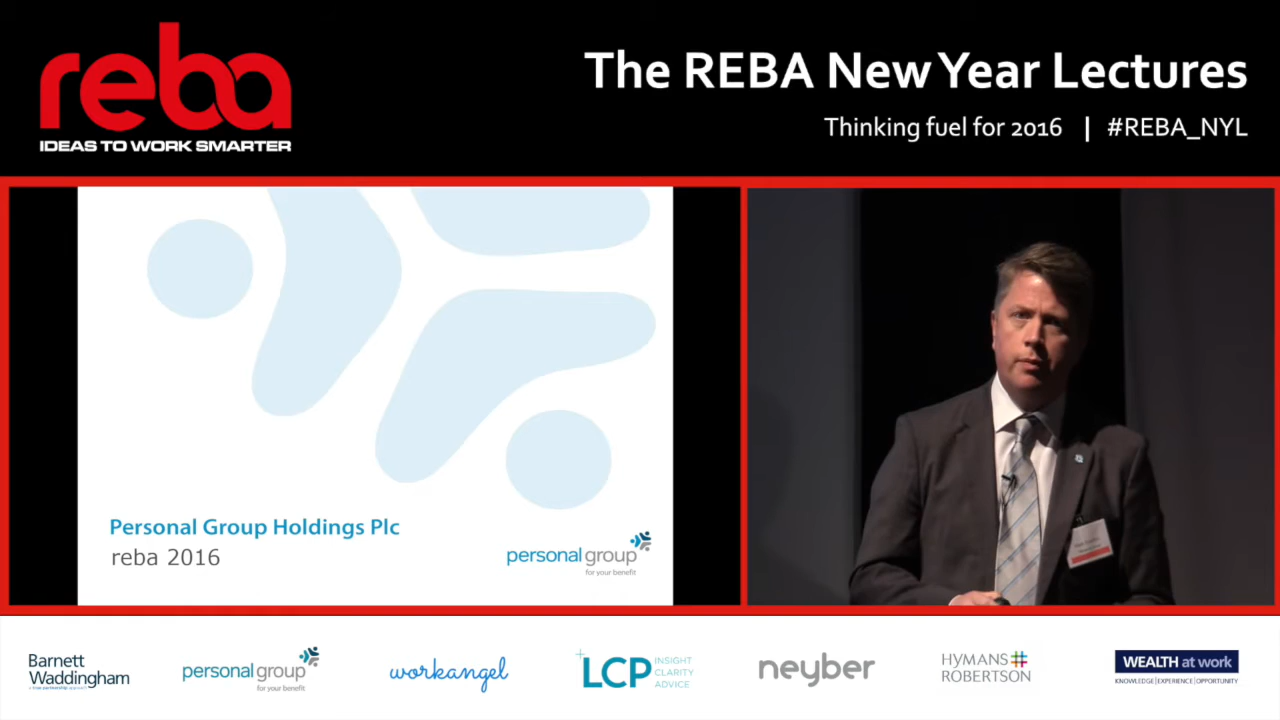 reba
IDEAS TO WORK SMARTER
The REBA New Year Lectures
Thinking fuel for 2016 | #REBA_NYL
Personal Group Holdings Plc
reba 2016
personal group
for your benefit
Barnett
Waddingham
personal group
for your benefit
workangel
LCP
INSIGHT
CLARITY
ADVICE
neyber
HYMANS
ROBERTSON
WEALTH at work
KNOWLEDGE|EXPERIENCE|OPPORTUNITY